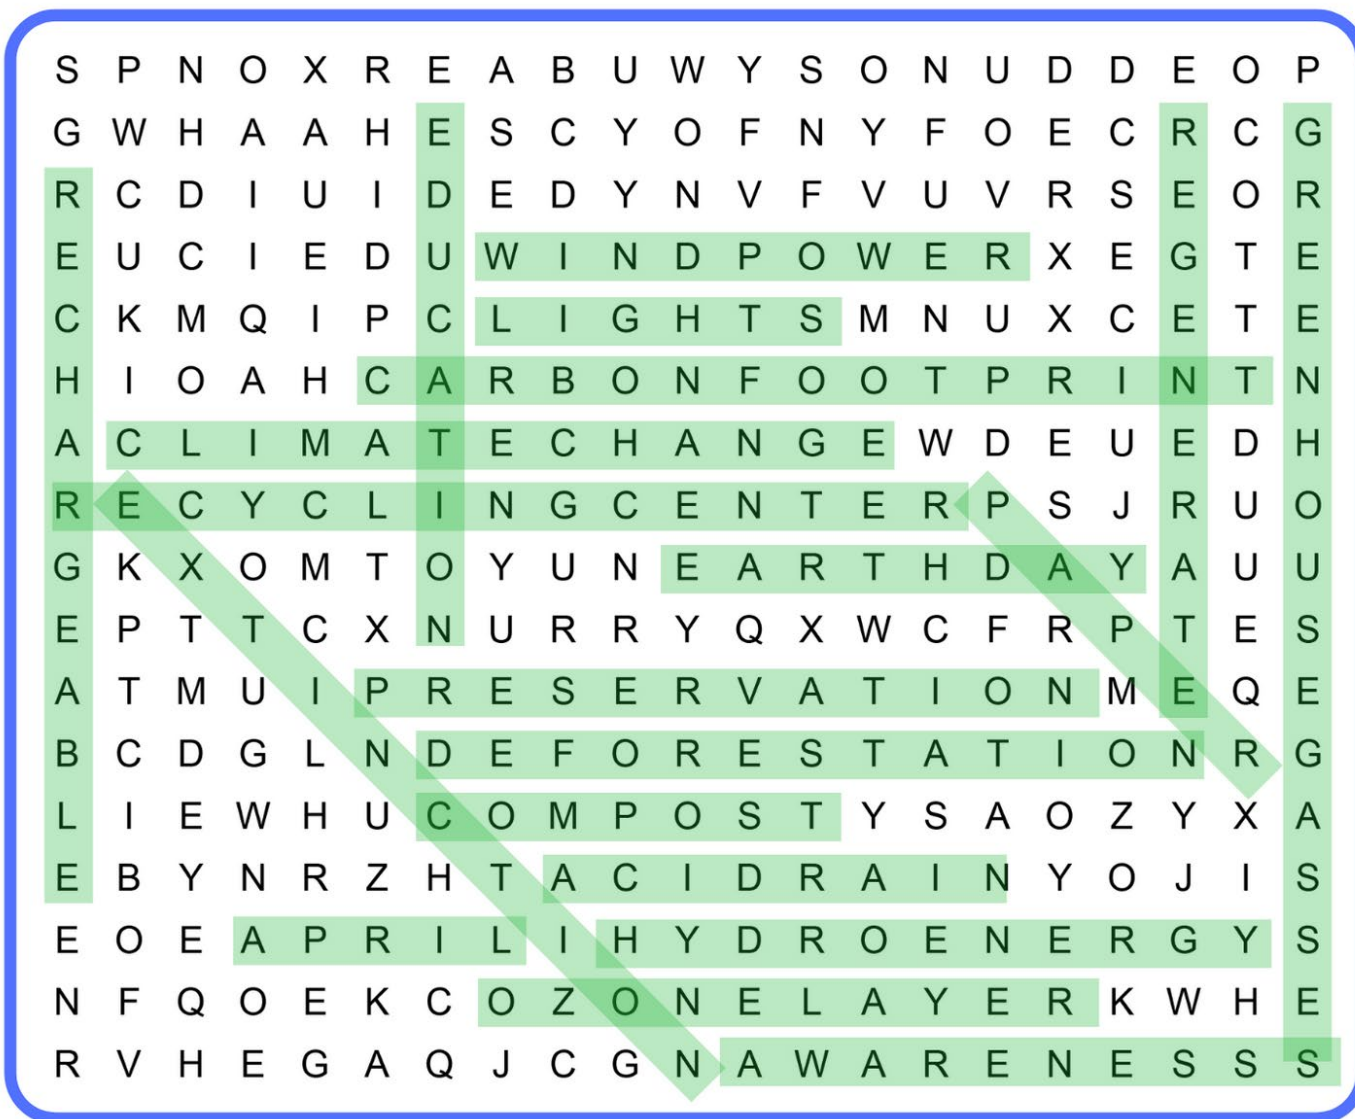 S P N O X R E A B U W Y S O N U D D E O P
G W H A A H E S C Y O F N Y F O E C R C G
R C D I U I D E D Y N V F V U V R S E O R
E U C I E D U W I N D P O W E R X E G T E
C K M Q I P C L I G H T S M N U X C E T E
H I O A H C A R B O N F O O T P R I N T N
A C L I M A T E C H A N G E W D E U E D H
R E C Y C L I N G C E N T E R P S J R U O
G K X O M T O Y U N E A R T H D A Y A U U
E P T T C X N U R R Y Q X W C F R P T E S
A T M U I P R E S E R V A T I O N M E Q E
B C D G L N D E F O R E S T A T I O N R G
L I E W H U C O M P O S T Y S A O Z Y X A
E B Y N R Z H T A C I D R A I N Y O J I S
E O E A P R I L I H Y D R O E N E R G Y S
N F Q O E K C O Z O N E L A Y E R K W H E
R V H E G A Q J C G N A W A R E N E S S S